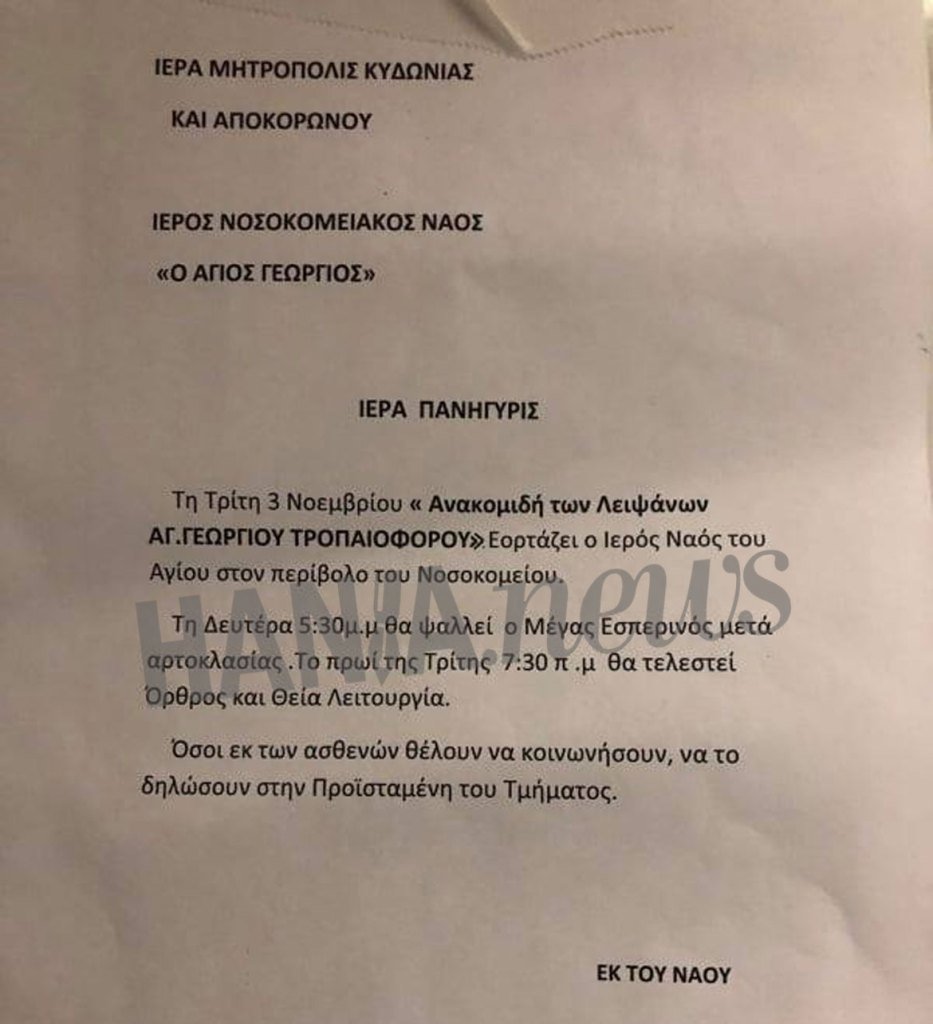 ΙΕΡΑ ΜΗΤΡΟΠΟΛΙΣ ΚΥΔΩΝΙΑΣ
ΚΑΙ ΑΠΟΚΟΡΩΝΟΥ
ΙΕΡΟΣ ΝΟΣΟΚΟΜΕΙΑΚΟΣ ΝΑΟΣ
«Ο ΑΓΙΟΣ ΓΕΩΡΓΙΟΣ»
ΙΕΡΑ ΠΑΝΗΓΥΡΙΣ
Τη Τρίτη 3 Νοεμβρίου « Ανακομιδή των Λειψάνων
ΑΓ.ΓΕΩΡΓΙΟΥ ΤΡΟΠΑΙΟΦΟΡΟΥ».Εορτάζει ο Ιερός Ναός του
Αγίου στον περίβολο του Νοσοκομείου.
HANIA.news
Τη Δευτέρα 5:30μ.μ θα ψαλλεί ο Μέγας Εσπερινός μετά
αρτοκλασίας .Το πρωί της Τρίτης 7:30 π .μ θα τελεστεί
Όρθρος και Θεία Λειτουργία.
Όσοι εκ των ασθενών θέλουν να κοινωνήσουν, να το
δηλώσουν στην Προϊσταμένη του Τμήματος.
ΕΚ ΤΟΥ ΝΑΟΥ